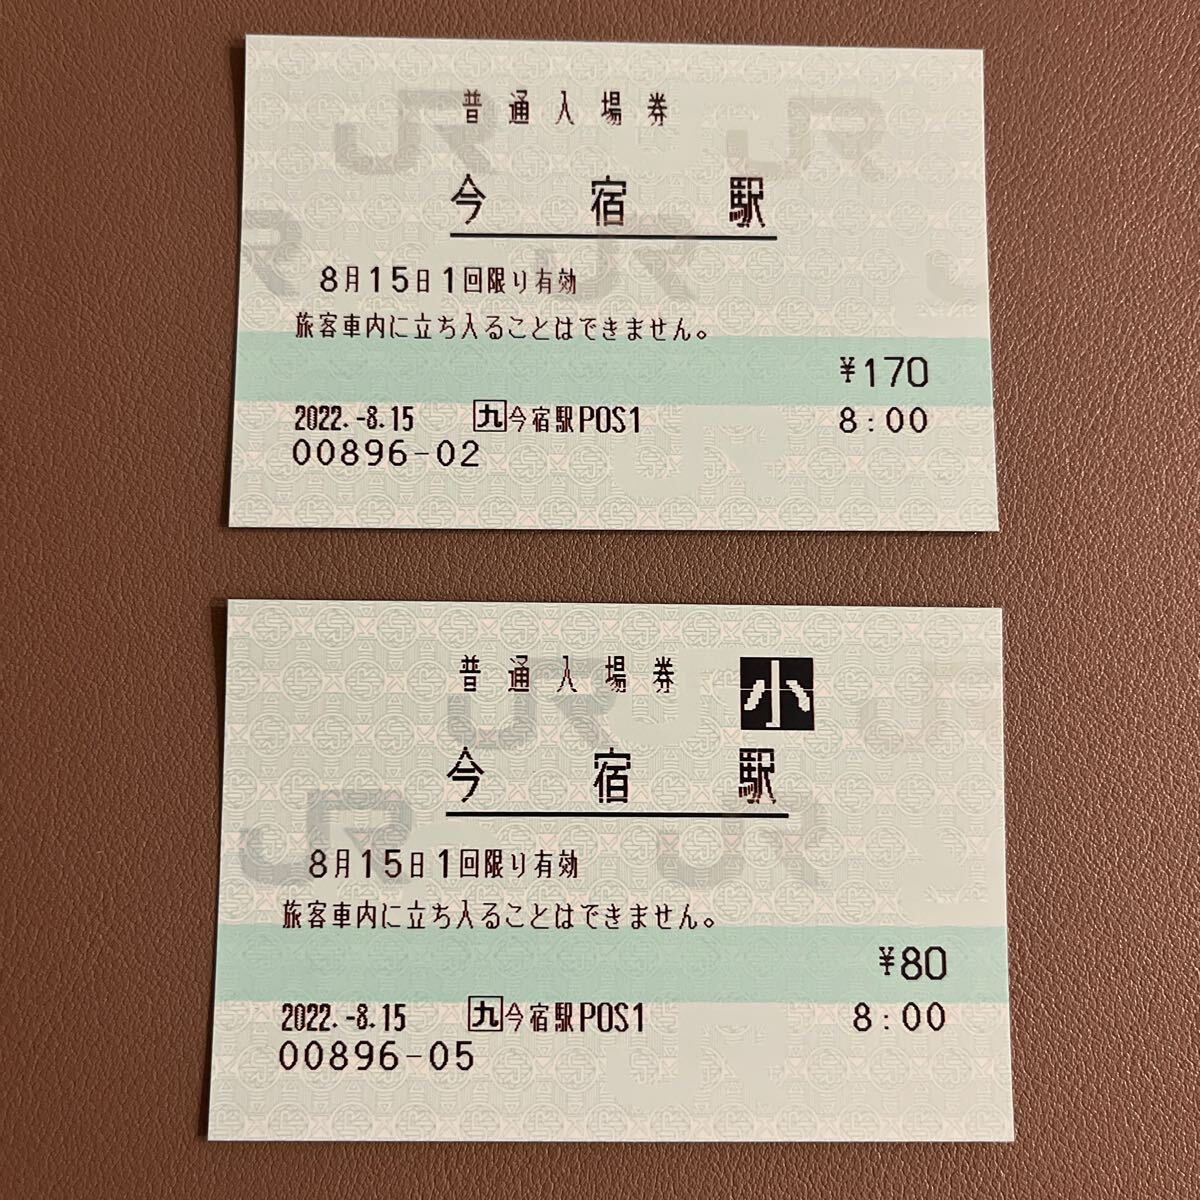 普通入場券
今宿駅
8月15日1回限り有効
旅客車内に立ち入ることはできません。
¥170
2022.-8.15 九今宿駅POS1 8:00
00896-02
普通入場券 小
今宿駅
8月15日1回限り有効
旅客車内に立ち入ることはできません。
¥80
2022.-8.15 九今宿駅POS1 8:00
00896-05